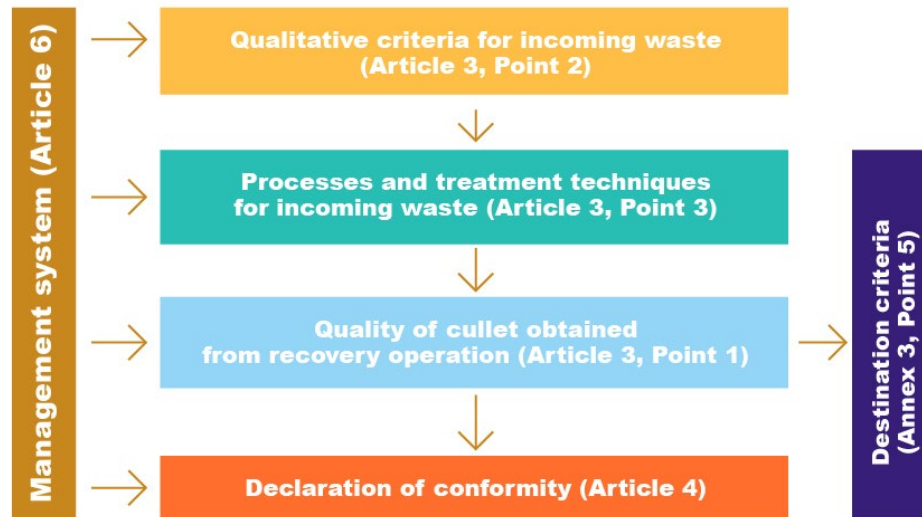 Management system (Article 6)
Qualitative criteria for incoming waste
(Article 3, Point 2)
Processes and treatment techniques
for incoming waste (Article 3, Point 3)
Quality of cullet obtained
from recovery operation (Article 3, Point 1)
Declaration of conformity (Article 4)
Destination criteria
(Annex 3, Point 5)